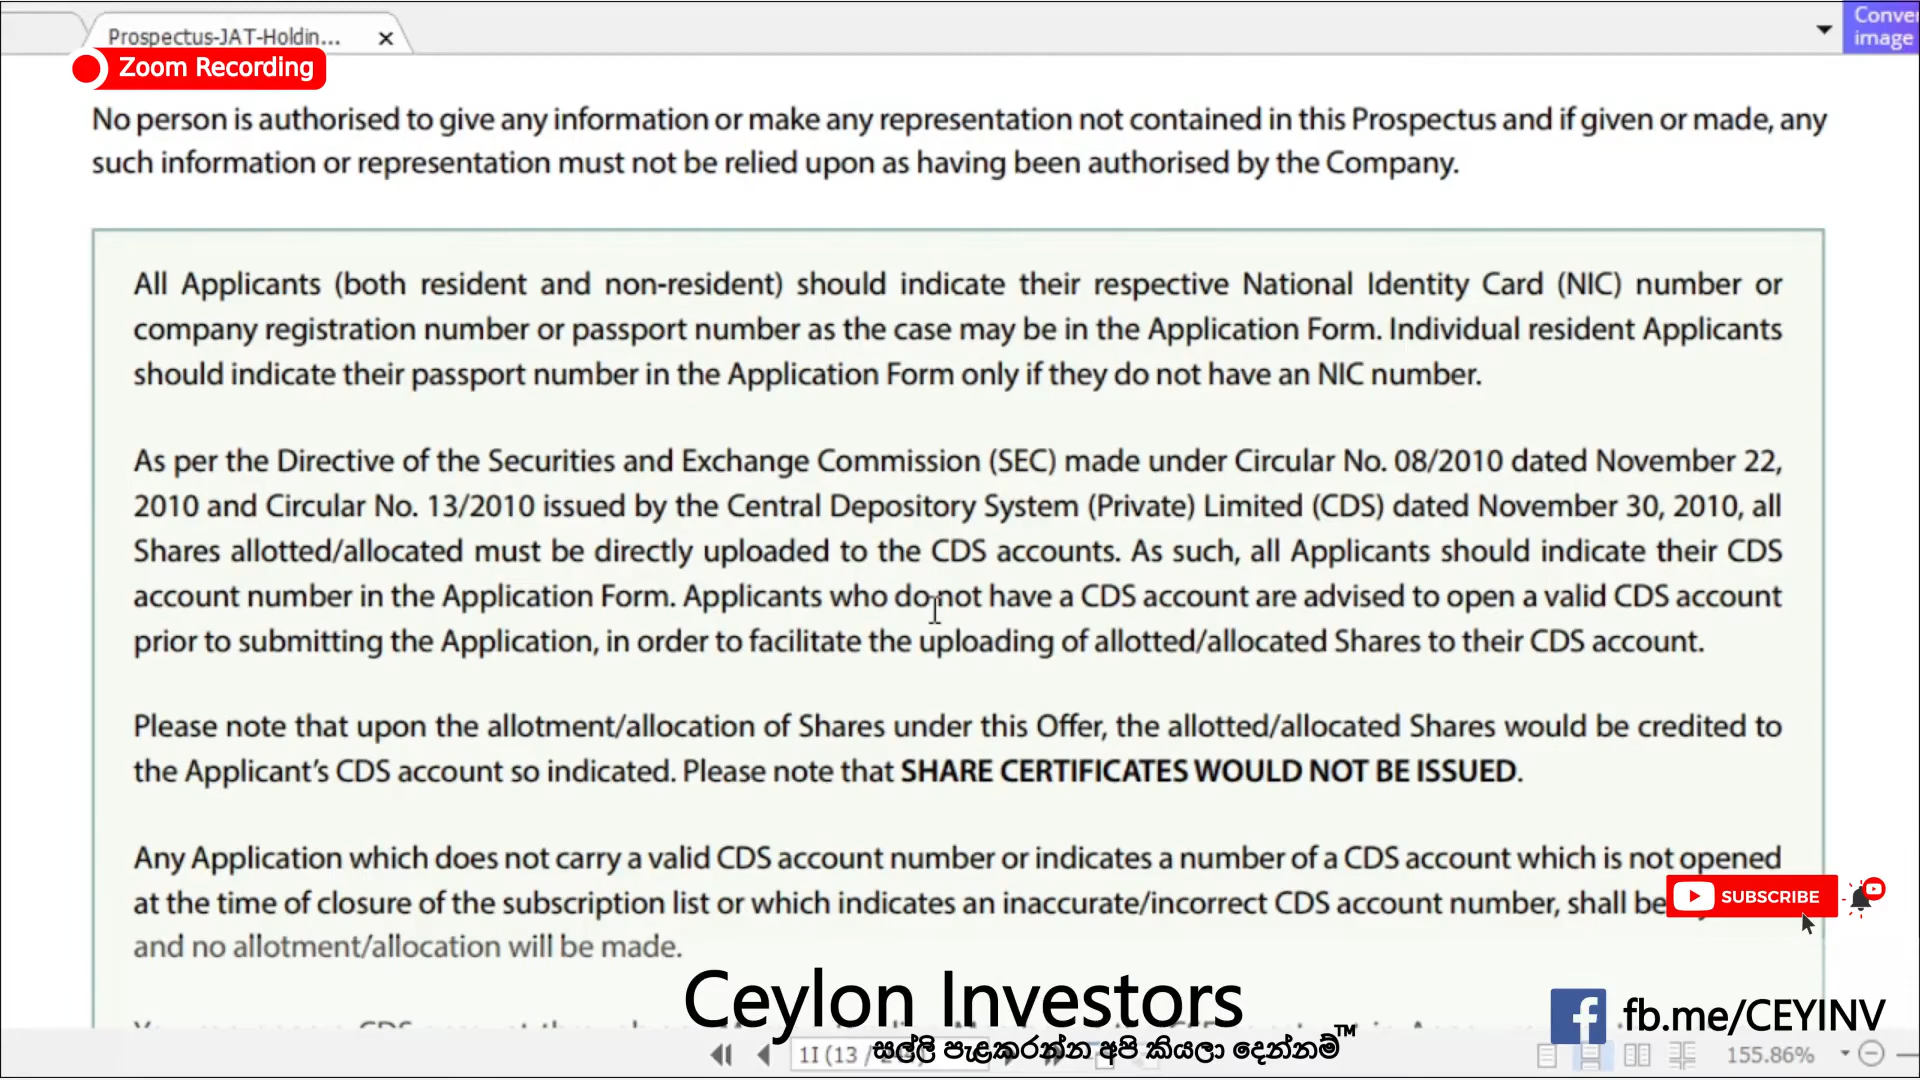 Prospectus-JAT-Holdin...
Conver
image
Zoom Recording
No person is authorised to give any information or make any representation not contained in this Prospectus and if given or made, any
such information or representation must not be relied upon as having been authorised by the Company.
All Applicants (both resident and non-resident) should indicate their respective National Identity Card (NIC) number or
company registration number or passport number as the case may be in the Application Form. Individual resident Applicants
should indicate their passport number in the Application Form only if they do not have an NIC number.
As per the Directive of the Securities and Exchange Commission (SEC) made under Circular No. 08/2010 dated November 22,
2010 and Circular No. 13/2010 issued by the Central Depository System (Private) Limited (CDS) dated November 30, 2010, all
Shares allotted/allocated must be directly uploaded to the CDS accounts. As such, all Applicants should indicate their CDS
account number in the Application Form. Applicants who do not have a CDS account are advised to open a valid CDS account
prior to submitting the Application, in order to facilitate the uploading of allotted/allocated Shares to their CDS account.
Please note that upon the allotment/allocation of Shares under this Offer, the allotted/allocated Shares would be credited to
the Applicant's CDS account so indicated. Please note that SHARE CERTIFICATES WOULD NOT BE ISSUED.
Any Application which does not carry a valid CDS account number or indicates a number of a CDS account which is not opened
at the time of closure of the subscription list or which indicates an inaccurate/incorrect CDS account number, shall be
SUBSCRIBE
and no allotment/allocation will be made.
Ceylon Investors
fb.me/CEYINV
සල්ලි පැළකරන්න අපි කියලා දෙන්නම් ™
1I (13 /
155.86%